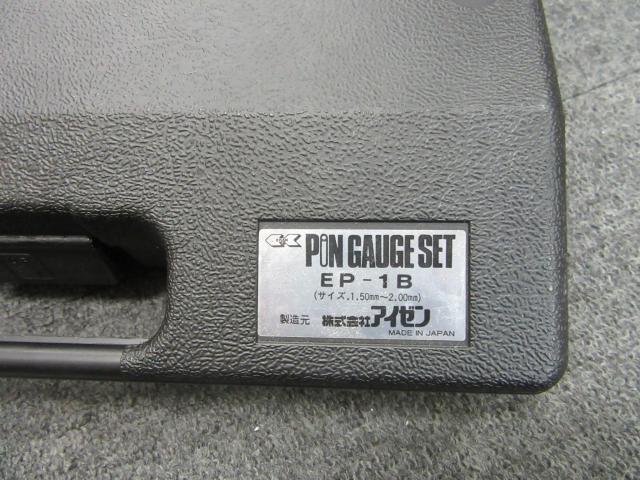 PiN GAUGE SET
EP-1B
(サイズ.1.50mm〜2.00mm)
製造元 株式会社アイゼン
MADE IN JAPAN